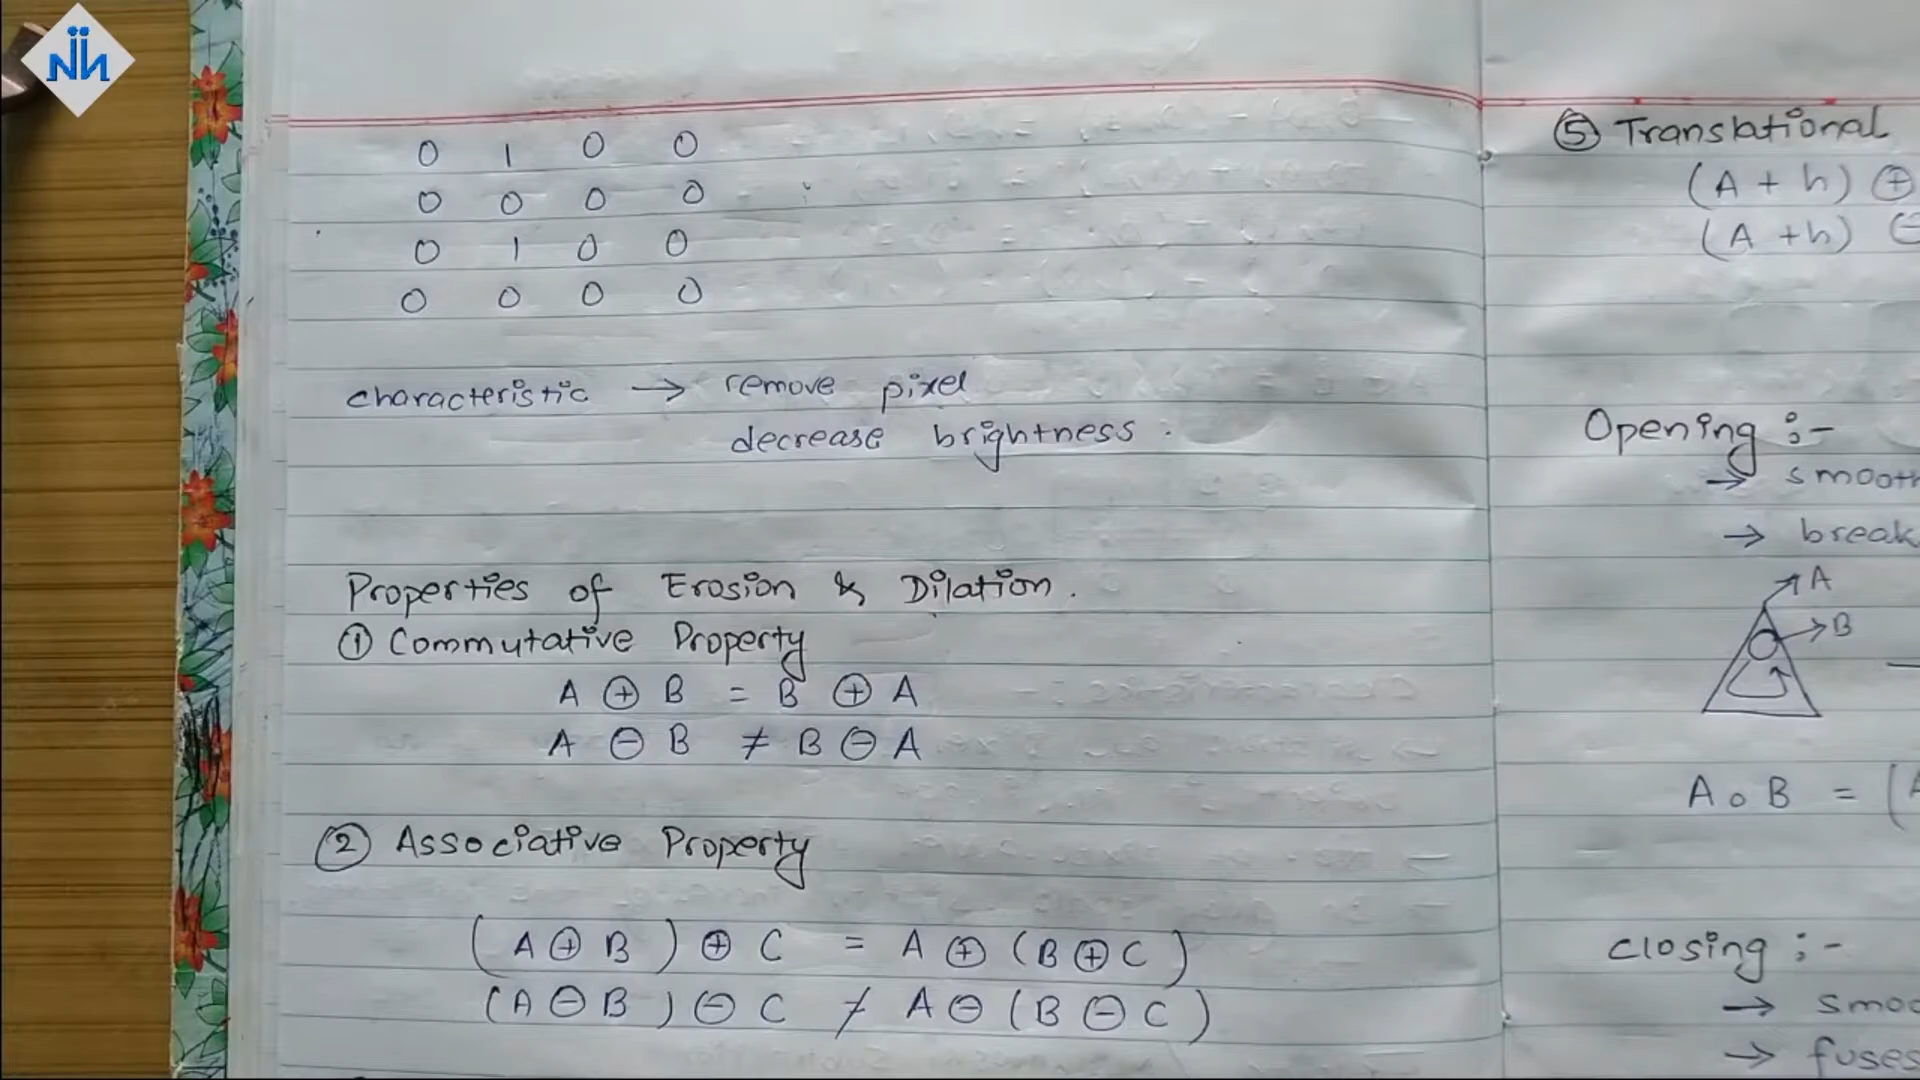 0 1 0 0
0 0 0 0
0 1 0 0
0 0 0 0
characteristic → remove pixel
decrease brightness.
Properties of Erosion & Dilation.
① Commutative Property
A ⊕ B = B ⊕ A
A ⊖ B ≠ B ⊖ A
② Associative Property
(A ⊕ B) ⊕ C = A ⊕ (B ⊕ C)
(A ⊖ B) ⊖ C ≠ A ⊖ (B ⊖ C)
⑤ Translational
(A + h) ⊕
(A + h) ⊖
Opening :-
→ smooth
→ break
A
B
A o B = (A
closing :-
→ smoo
→ fuses